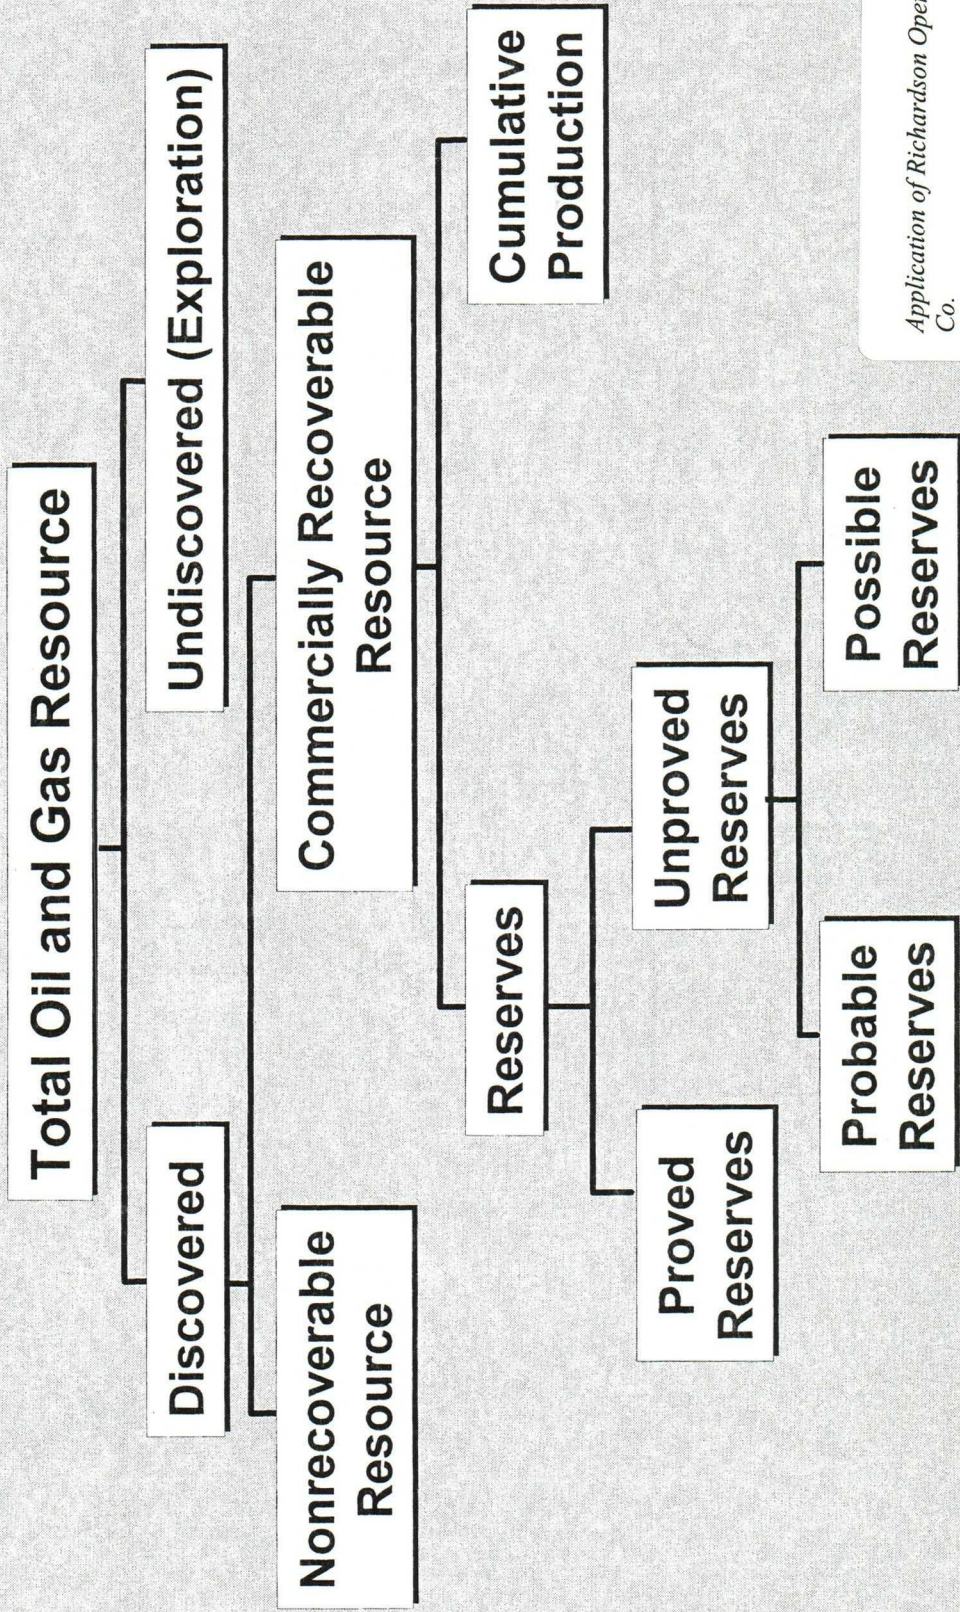 Total Oil and Gas Resource
Discovered
Undiscovered (Exploration)
Nonrecoverable
Resource
Commercially Recoverable
Resource
Reserves
Cumulative
Production
Proved
Reserves
Unproved
Reserves
Probable
Reserves
Possible
Reserves
Application of Richardson
Co.